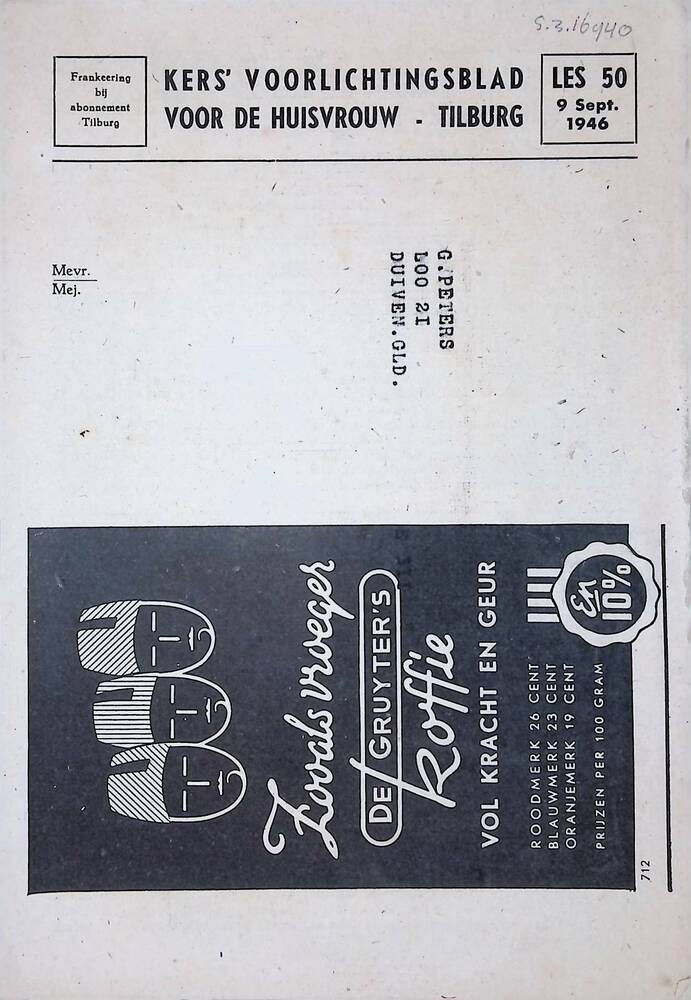 S.3.16940
Frankeering
bij
abonnement
Tilburg
KERS' VOORLICHTINGSBLAD
VOOR DE HUISVROUW - TILBURG
LES 50
9 Sept.
1946
Mevr.
Mej.
G.PETERS
LOO 21
DUIVEN.GLD.
Zooals vroeger
DE GRUYTER'S
koffie
VOL KRACHT EN GEUR
En
10%
ROODMERK 26 CENT
BLAUWMERK 23 CENT
ORANJEMERK 19 CENT
PRIJZEN PER 100 GRAM
712